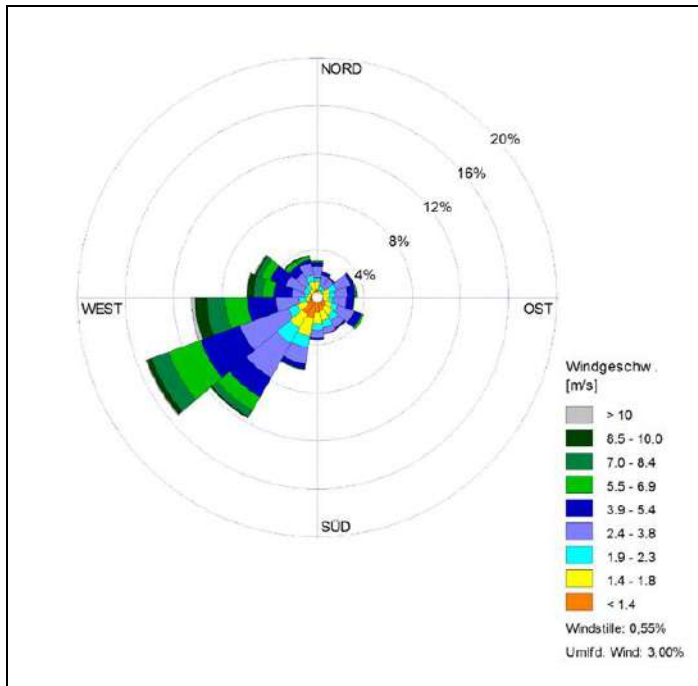 NORD
20%
16%
12%
8%
4%
WEST
OST
SÜD
Windgeschw.
[m/s]
> 10
8.5 - 10.0
7.0 - 8.4
5.5 - 6.9
3.9 - 5.4
2.4 - 3.8
1.9 - 2.3
1.4 - 1.8
< 1.4
Windstille: 0,55%
Umlfd. Wind: 3,00%